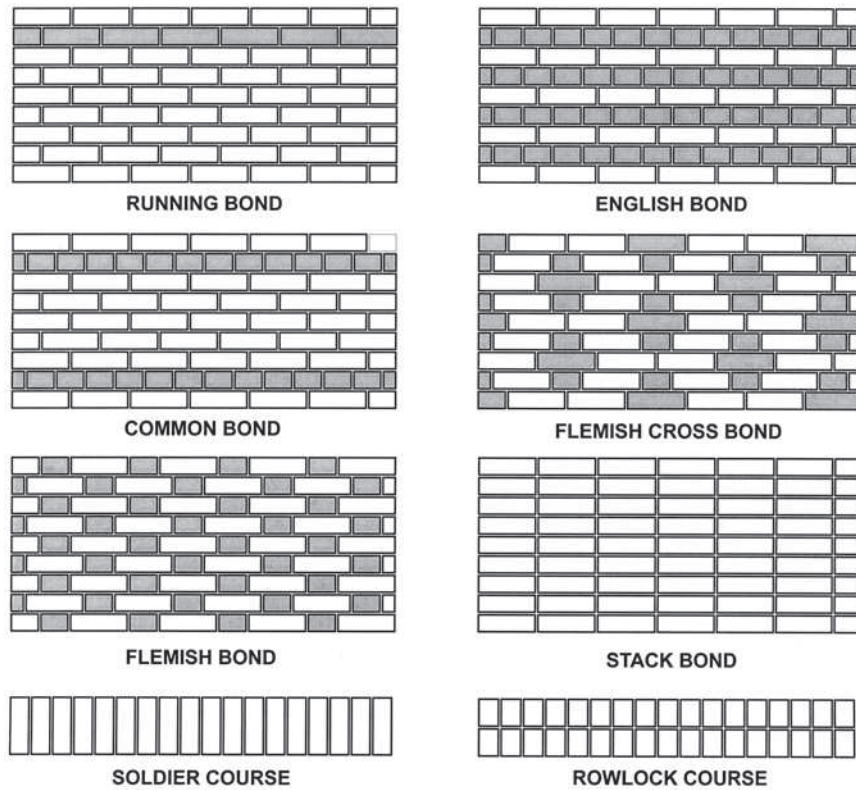 RUNNING BOND
ENGLISH BOND
COMMON BOND
FLEMISH CROSS BOND
FLEMISH BOND
STACK BOND
SOLDIER COURSE
ROWLOCK COURSE